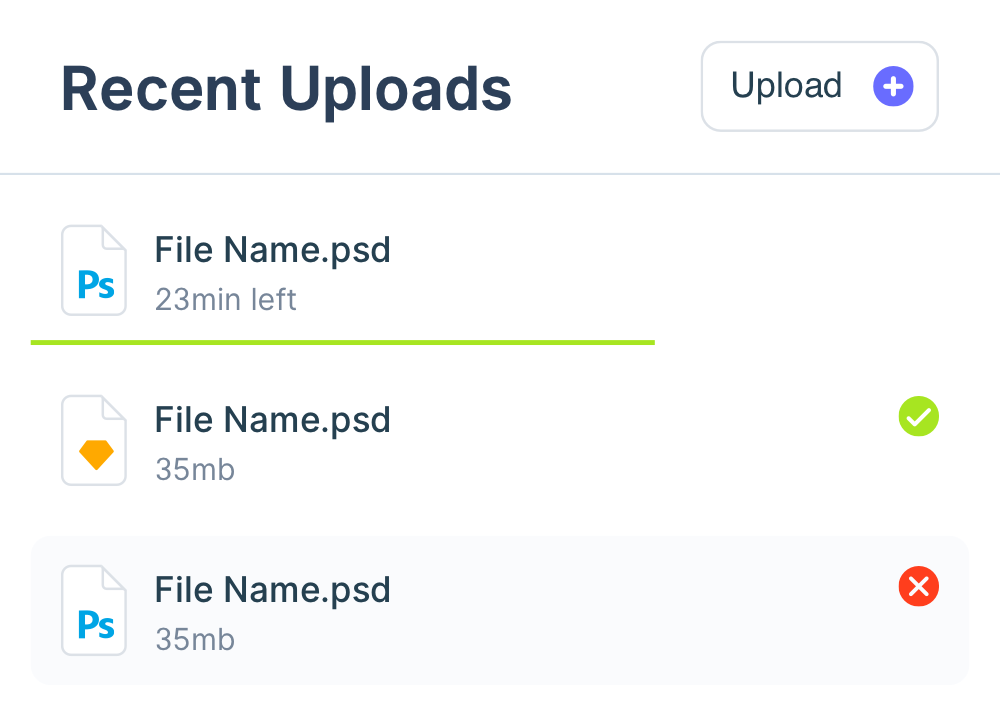 Recent Uploads
Upload
File Name.psd
Ps
23min left
File Name.psd
35mb
File Name.psd
Ps
35mb